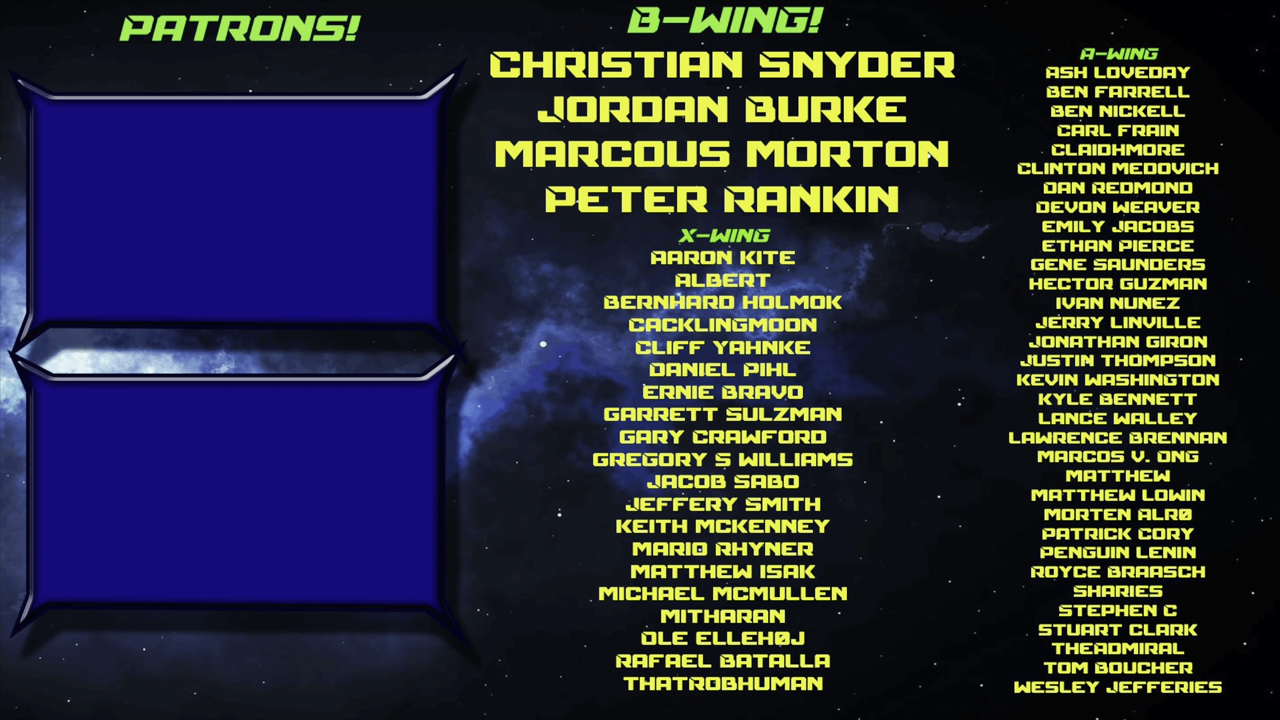 PATRONS!
B-WING!
CHRISTIAN SNYDER
JORDAN BURKE
MARCOUS MORTON
PETER RANKIN
X-WING
AARON KITE
ALBERT
BERNHARD HOLMOK
CACKLINGMOON
CLIFF YAHNKE
DANIEL PIHL
ERNIE BRAVO
GARRETT SULZMAN
GARY CRAWFORD
GREGORY S WILLIAMS
JACOB SABO
JEFFERY SMITH
KEITH MCKENNEY
MARIO RHYNER
MATTHEW ISAK
MICHAEL MCMULLEN
MITHARAN
OLE ELLEHØJ
RAFAEL BATALLA
THATROBHUMAN
A-WING
ASH LOVEDAY
BEN FARRELL
BEN NICKELL
CARL FRAIN
CLAIDHMORE
CLINTON MEDOVICH
DAN REDMOND
DEVON WEAVER
EMILY JACOBS
ETHAN PIERCE
GENE SAUNDERS
HECTOR GUZMAN
IVAN NUNEZ
JERRY LINVILLE
JONATHAN GIRON
JUSTIN THOMPSON
KEVIN WASHINGTON
KYLE BENNETT
LANCE WALLEY
LAWRENCE BRENNAN
MARCOS V. ONG
MATTHEW
MATTHEW LOWIN
MORTEN ALRØ
PATRICK CORY
PENGUIN LENIN
ROYCE BRAASCH
SHARIES
STEPHEN C
STUART CLARK
THEADMIRAL
TOM BOUCHER
WESLEY JEFFERIES